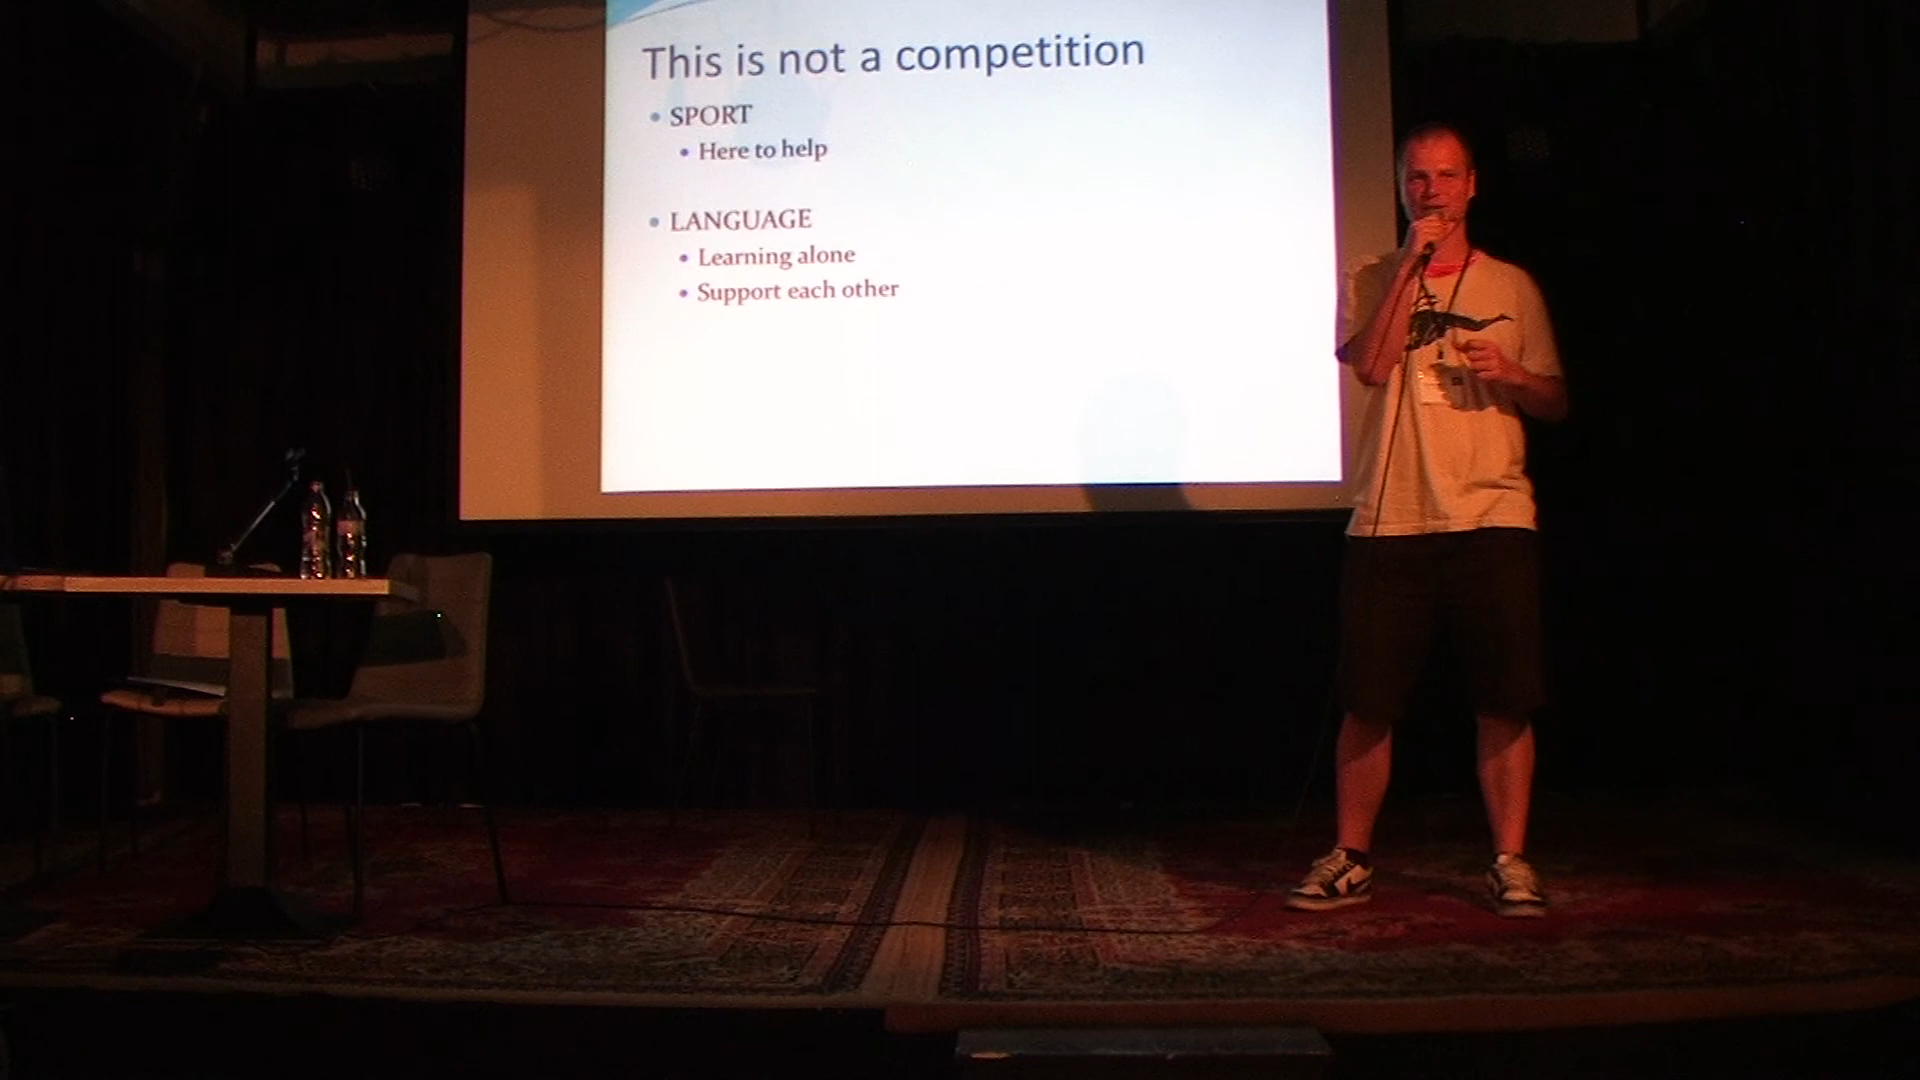 This is not a competition
SPORT
Here to help
LANGUAGE
Learning alone
Support each other